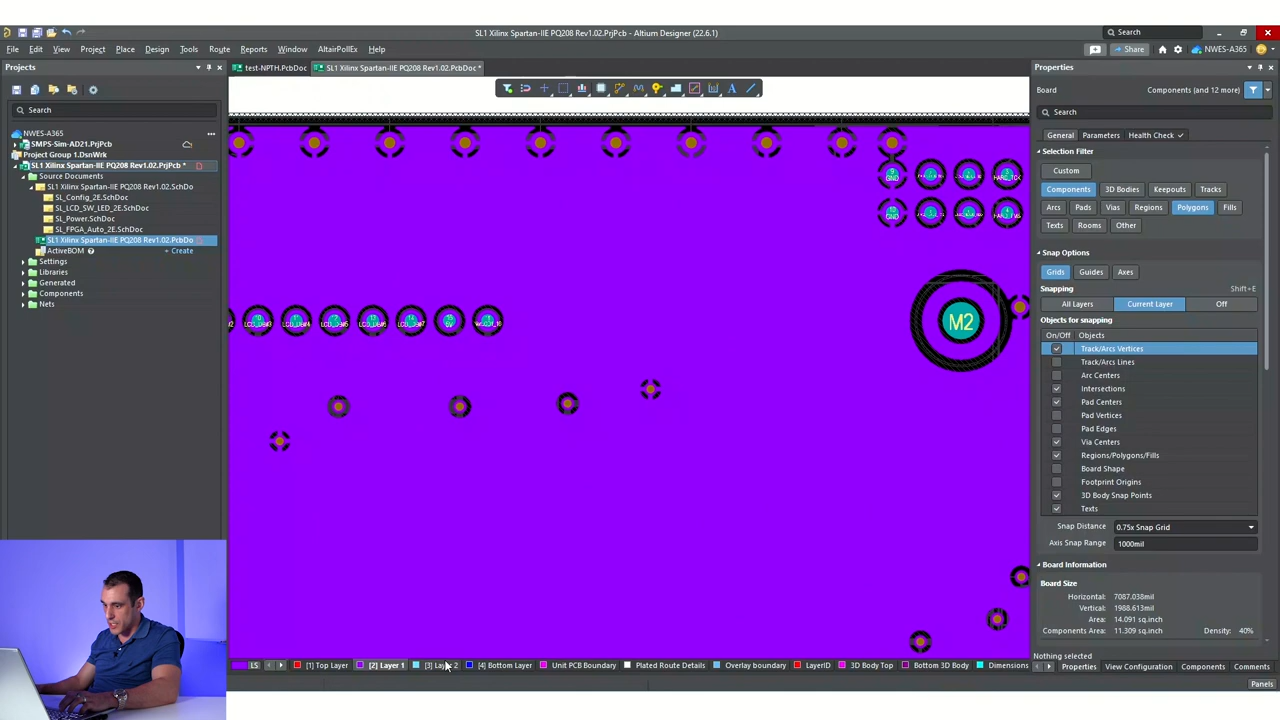 SL1 Xilinx Spartan-IIE PQ208 Rev1.02.PrjPcb - Altium Designer (22.6.1)
Search
File Edit View Project Place Design Tools Route Reports Window AltairPollEx Help
Share
NWES-A365
Projects
test-NPTH.PcbDoc
SL1 Xilinx Spartan-IIE PQ208 Rev1.02.PcbDoc *
Properties
Board
Components (and 12 more)
Search
Search
NWES-A365
SMPS-Sim-AD21.PrjPcb
Project Group 1.DsnWrk
SL1 Xilinx Spartan-IIE PQ208 Rev1.02.PrjPcb *
Source Documents
SL1 Xilinx Spartan-IIE PQ208 Rev1.02.SchDo
SL_Config_2E.SchDoc
SL_LCD_SW_LED_2E.SchDoc
SL_Power.SchDoc
SL_FPGA_Auto_2E.SchDoc
SL1 Xilinx Spartan-IIE PQ208 Rev1.02.PcbDo
ActiveBOM
+ Create
Settings
Libraries
Generated
Components
Nets
9
GND
10
GND
M2
General Parameters Health Check
Selection Filter
Custom
Components 3D Bodies Keepouts Tracks
Arcs Pads Vias Regions Polygons Fills
Texts Rooms Other
Snap Options
Grids Guides Axes
Snapping
Shift+E
All Layers Current Layer Off
Objects for snapping
On/Off Objects
Track/Arcs Vertices
Track/Arcs Lines
Arc Centers
Intersections
Pad Centers
Pad Vertices
Pad Edges
Via Centers
Regions/Polygons/Fills
Board Shape
Footprint Origins
3D Body Snap Points
Texts
Snap Distance 0.75x Snap Grid
Axis Snap Range 1000mil
Board Information
Board Size
Horizontal: 7087.038mil
Vertical: 1988.613mil
Components Area: 14.091 sq.inch
Components Area: 11.309 sq.inch Density: 40%
Nothing selected
LS [1] Top Layer [2] Layer 1 [3] Layer 2 [4] Bottom Layer Unit PCB Boundary Plated Route Details Overlay boundary LayerID 3D Body Top Bottom 3D Body Dimensions
Properties View Configuration Components Comments
Panels